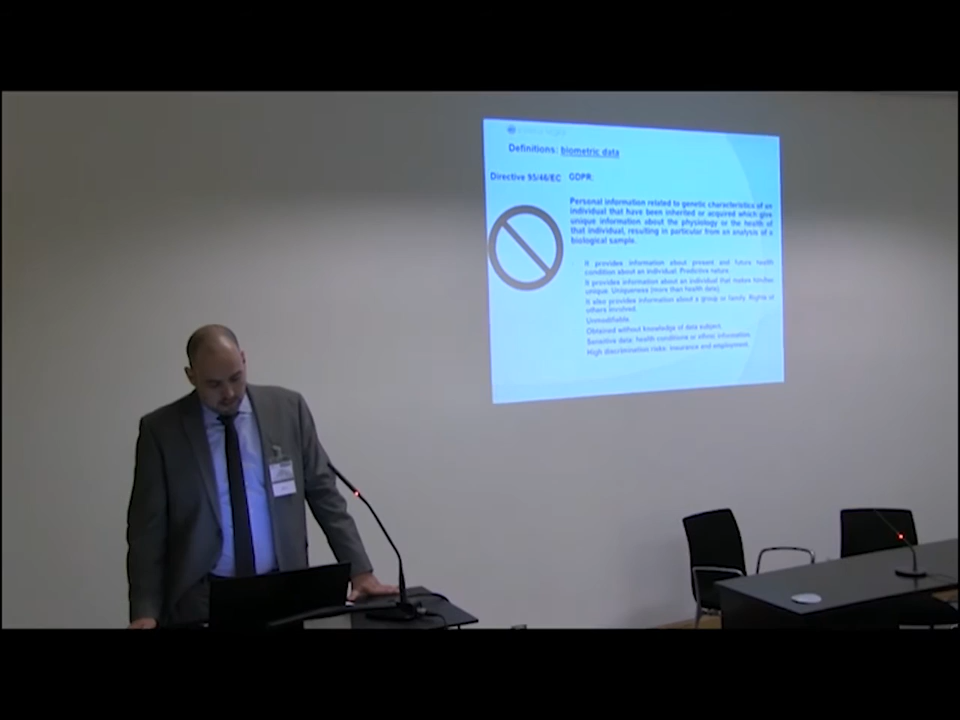 Definitions: biometric data
Directive 95/46/EC GDPR:
Personal information related to genetic characteristics of an
individual that have been inherited or acquired which give
unique information about the physiology or the health of
that individual, resulting in particular from an analysis of a
biological sample.
It provides information about present and future health
condition about an individual. Predictive nature.
It provides information about an individual that makes him/her
unique. Uniqueness (more than health data).
It also provides information about a group or family. Rights of
others involved.
Unmodifiable.
Obtained without knowledge of data subject.
Sensitive data: health conditions or ethnic information.
High discrimination risks: insurance and employment.